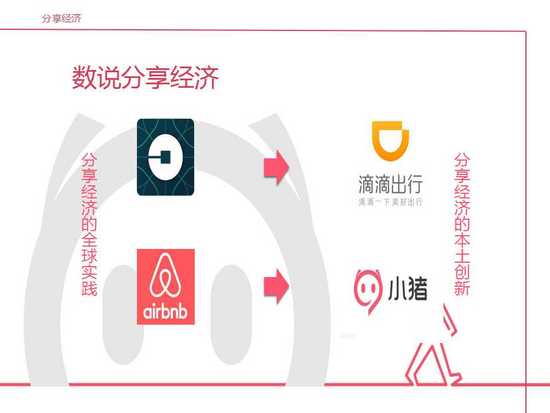 分享经济
数说分享经济
分享经济的全球实践
滴滴出行
滴滴一下 美好出行
分享经济的本土创新
airbnb
小猪